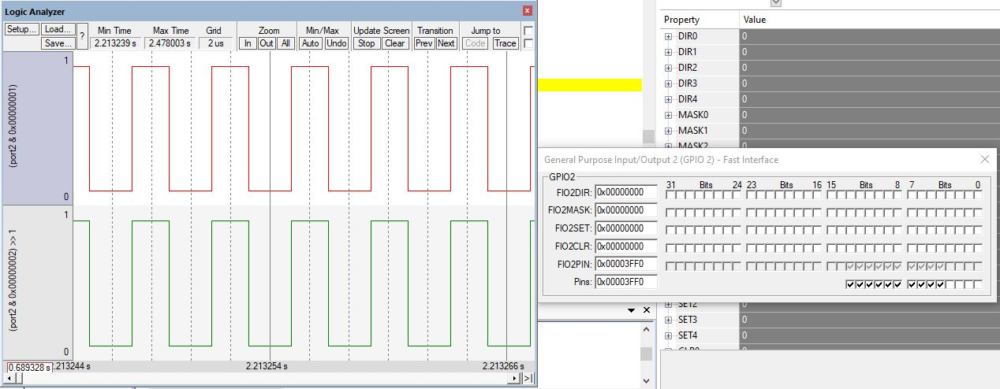 Logic Analyzer
Setup... Load... Save... ? Min Time Max Time Grid Zoom Min/Max Update Screen Transition Jump to
2.213239 s 2.478003 s 2 us In Out All Auto Undo Stop Clear Prev Next Code Trace
1
(port2 & 0x00000001)
0
1
(port2 & 0x00000002) >> 1
0
0.689328 s .213244 s 2.213254 s 2.213266 s
Property Value
DIR0 0
DIR1 0
DIR2 0
DIR3 0
DIR4 0
MASK0 0
MASK1 0
MASK2
General Purpose Input/Output 2 (GPIO 2) - Fast Interface
GPIO2
31 Bits 24 23 Bits 16 15 Bits 8 7 Bits 0
FIO2DIR: 0x00000000
FIO2MASK: 0x00000000
FIO2SET: 0x00000000
FIO2CLR: 0x00000000
FIO2PIN: 0x00003FF0
Pins: 0x00003FF0
SET2 0
SET3 0
SET4 0
CLR0 0